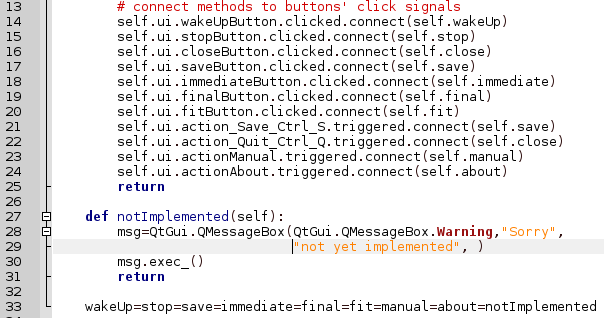 13 # connect methods to buttons' click signals
14 self.ui.wakeUpButton.clicked.connect(self.wakeUp)
15 self.ui.stopButton.clicked.connect(self.stop)
16 self.ui.closeButton.clicked.connect(self.close)
17 self.ui.saveButton.clicked.connect(self.save)
18 self.ui.immediateButton.clicked.connect(self.immediate)
19 self.ui.finalButton.clicked.connect(self.final)
20 self.ui.fitButton.clicked.connect(self.fit)
21 self.ui.action_Save_Ctrl_S.triggered.connect(self.save)
22 self.ui.action_Quit_Ctrl_Q.triggered.connect(self.close)
23 self.ui.actionManual.triggered.connect(self.manual)
24 self.ui.actionAbout.triggered.connect(self.about)
25 return
26
27 def notImplemented(self):
28 msg=QtGui.QMessageBox(QtGui.QMessageBox.Warning,"Sorry",
29 "not yet implemented", )
30 msg.exec_()
31 return
32
33 wakeUp=stop=save=immediate=final=fit=manual=about=notImplemented